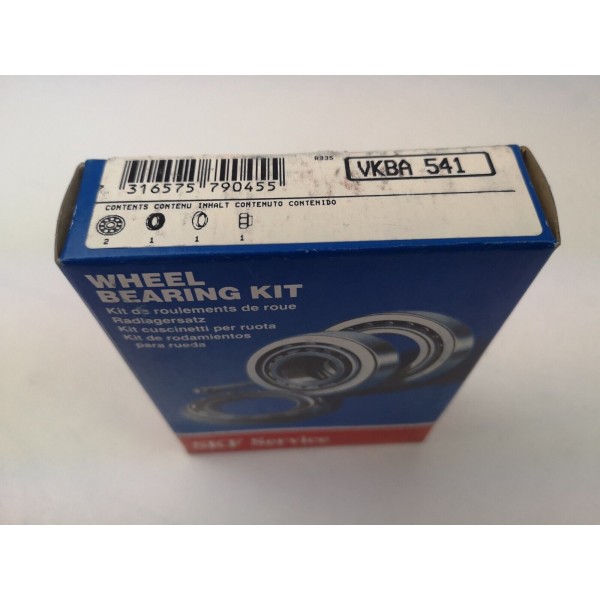 R335
VKBA 541
316575 790455
CONTENTS CONTENU INHALT CONTENUTO CONTENIDO
2 1 1 1
WHEEL
BEARING KIT
Kit de roulements de roue
Radlagersatz
Kit cuscinetti per ruota
Kit de rodamientos
para rueda
SKF Service